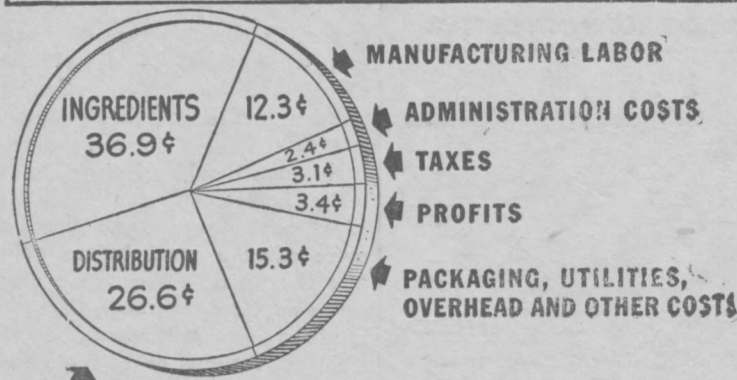 MANUFACTURING LABOR
INGREDIENTS
36.9¢
12.3¢
ADMINISTRATION COSTS
2.4¢
TAXES
3.1¢
3.4¢
PROFITS
DISTRIBUTION
26.6¢
15.3¢
PACKAGING, UTILITIES,
OVERHEAD AND OTHER COSTS